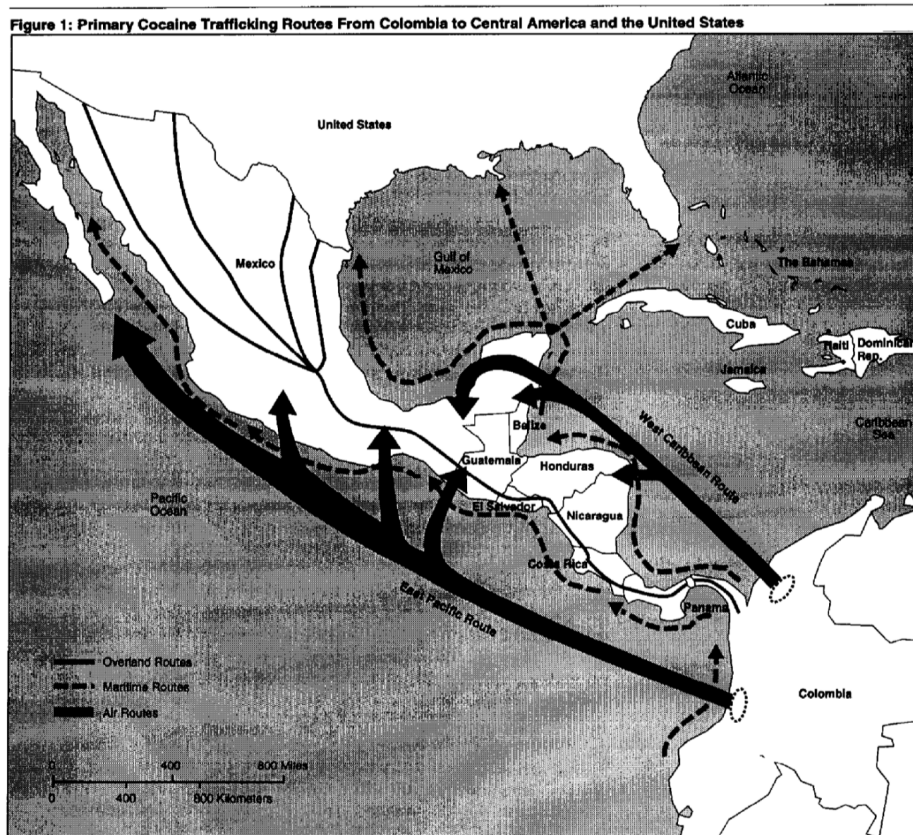 Figure 1: Primary Cocaine Trafficking Routes From Colombia to Central America and the United States
Atlantic
Ocean
United States
Gulf of
Mexico
Mexico
The Bahamas
Cuba
Haiti
Dominican
Rep.
Jamaica
Caribbean
Sea
West Caribbean Route
Belize
Guatemala
Honduras
Pacific
Ocean
El Salvador
Nicaragua
Costa Rica
East Pacific Route
Panama
Colombia
Overland Routes
Maritime Routes
Air Routes
0 400 800 Miles
0 400 800 Kilometers